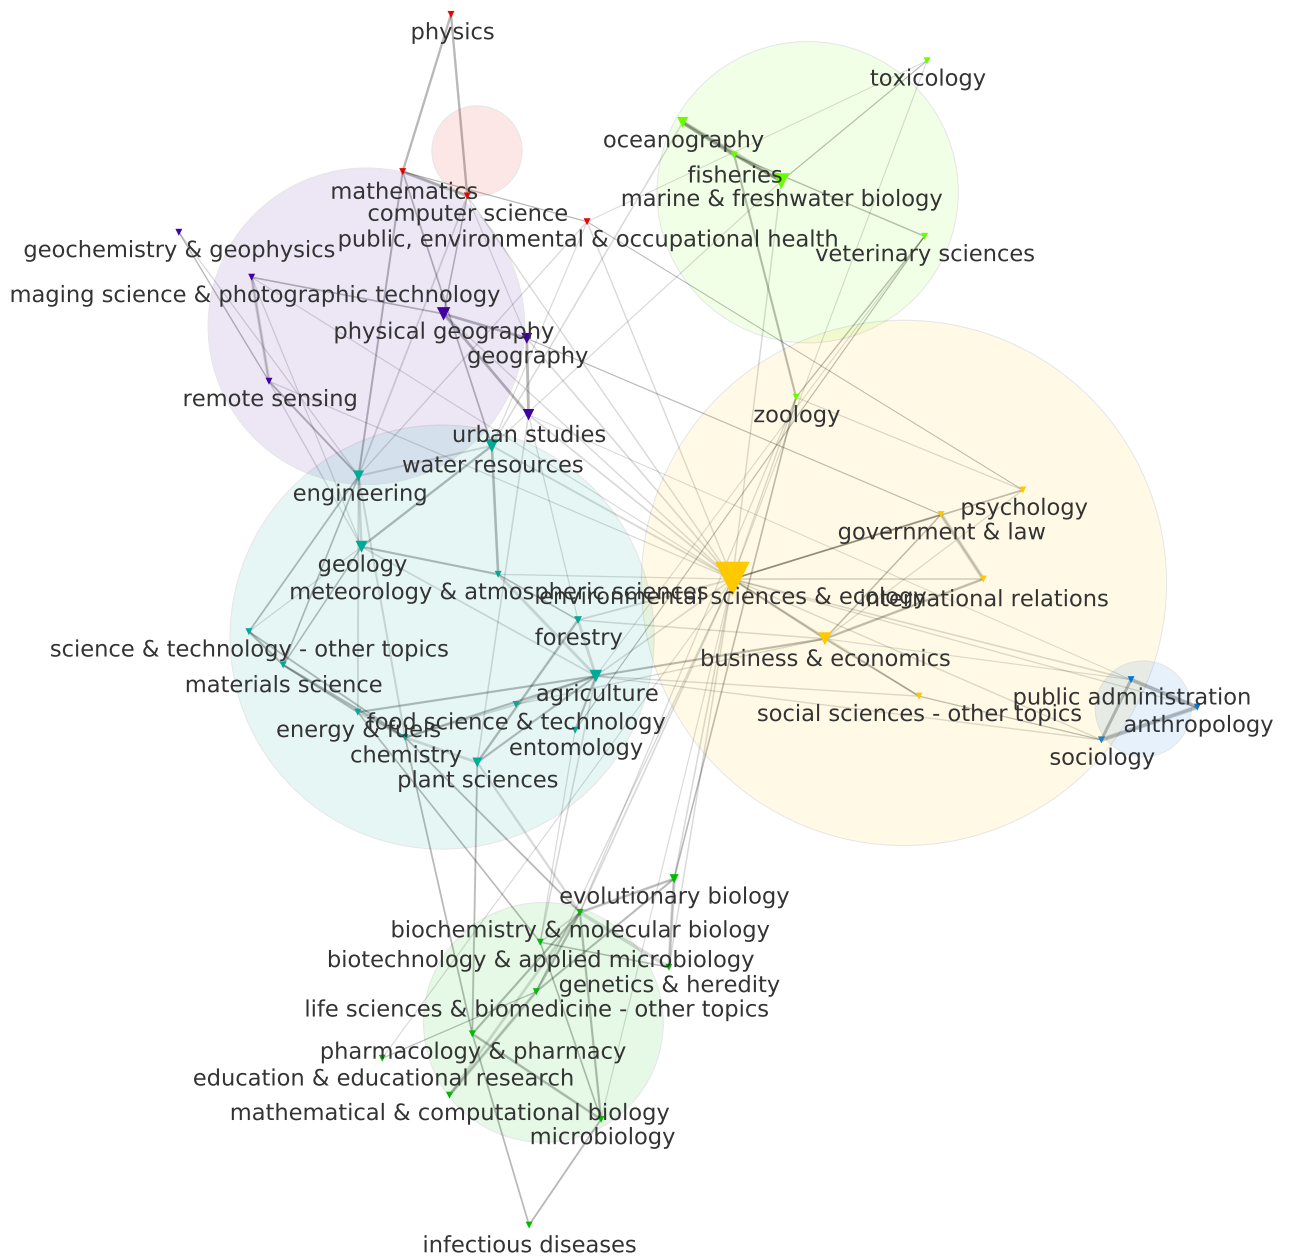 physics
toxicology
oceanography
fisheries
mathematics
marine & freshwater biology
computer science
public, environmental & occupational health
geochemistry & geophysics
veterinary sciences
maging science & photographic technology
physical geography
geography
remote sensing
zoology
urban studies
water resources
engineering
psychology
government & law
geology
meteorology & atmospheric sciences
environmental sciences & ecology
international relations
forestry
science & technology - other topics
business & economics
materials science
agriculture
public administration
social sciences - other topics
food science & technology
anthropology
energy & fuels
entomology
chemistry
sociology
plant sciences
evolutionary biology
biochemistry & molecular biology
biotechnology & applied microbiology
genetics & heredity
life sciences & biomedicine - other topics
pharmacology & pharmacy
education & educational research
mathematical & computational biology
microbiology
infectious diseases